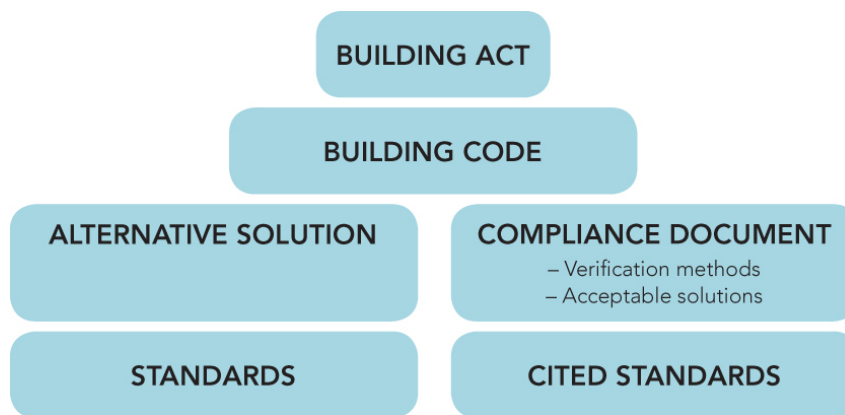 BUILDING ACT
BUILDING CODE
ALTERNATIVE SOLUTION
COMPLIANCE DOCUMENT
– Verification methods
– Acceptable solutions
STANDARDS
CITED STANDARDS